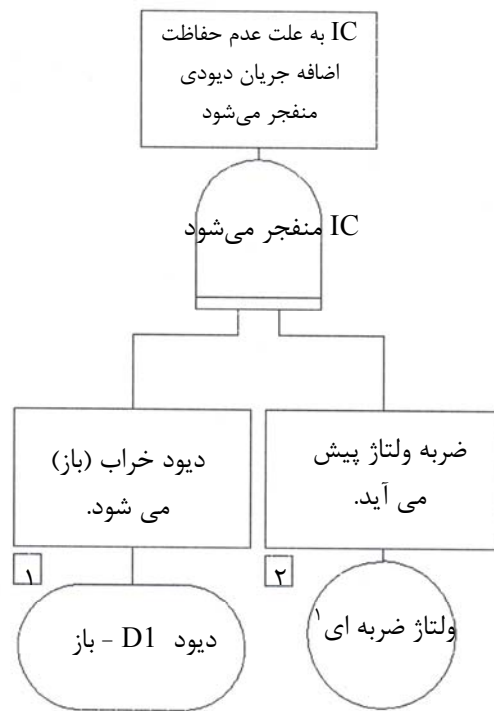 IC به علت عدم حفاظت
اضافه جریان دیودی
منفجر می‌شود
IC منفجر می‌شود
دیود خراب (باز)
می شود.
ضربه ولتاژ پیش
می آید.
۱
۲
دیود D1 - باز
ولتاژ ضربه ای۱